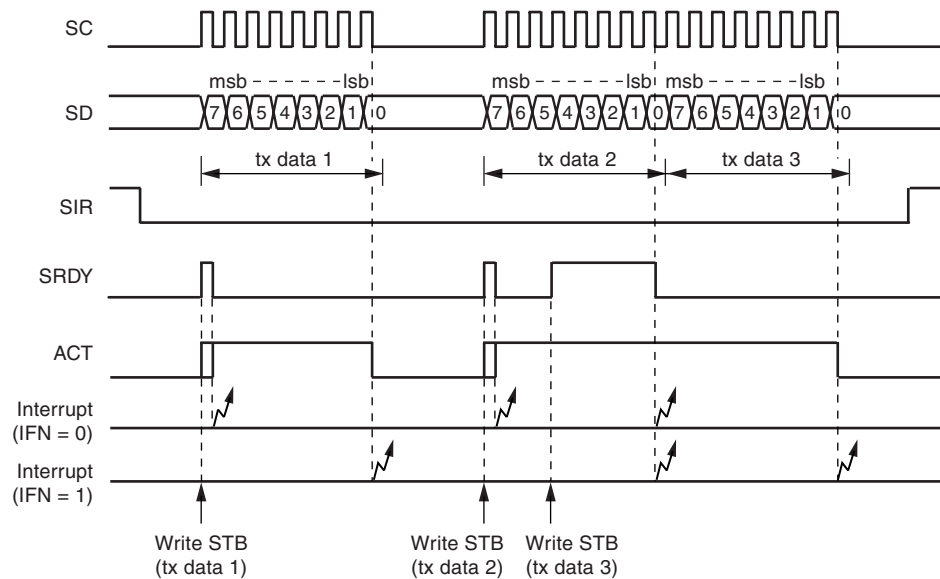 SC
msb lsb msb lsb msb lsb
SD 7 6 5 4 3 2 1 0 7 6 5 4 3 2 1 0 7 6 5 4 3 2 1 0
tx data 1 tx data 2 tx data 3
SIR
SRDY
ACT
Interrupt
(IFN = 0)
Interrupt
(IFN = 1)
Write STB
(tx data 1)
Write STB
(tx data 2)
Write STB
(tx data 3)